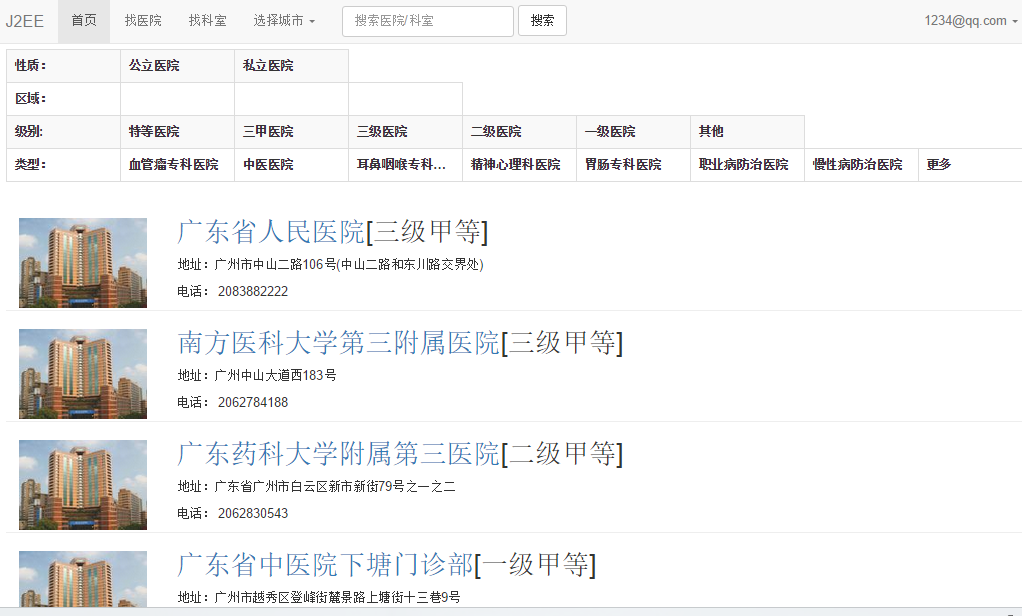 J2EE 首页 找医院 找科室 选择城市 搜索医院/科室 搜索 1234@qq.com
性质： 公立医院 私立医院
区域：
级别: 特等医院 三甲医院 三级医院 二级医院 一级医院 其他
类型： 血管瘤专科医院 中医医院 耳鼻咽喉专科... 精神心理科医院 胃肠专科医院 职业病防治医院 慢性病防治医院 更多
广东省人民医院[三级甲等]
地址：广州市中山二路106号(中山二路和东川路交界处)
电话： 2083882222
南方医科大学第三附属医院[三级甲等]
地址：广州中山大道西183号
电话： 2062784188
广东药科大学附属第三医院[二级甲等]
地址：广东省广州市白云区新市新街79号之一之二
电话： 2062830543
广东省中医院下塘门诊部[一级甲等]
地址：广州市越秀区登峰街麓景路上塘街十三巷9号